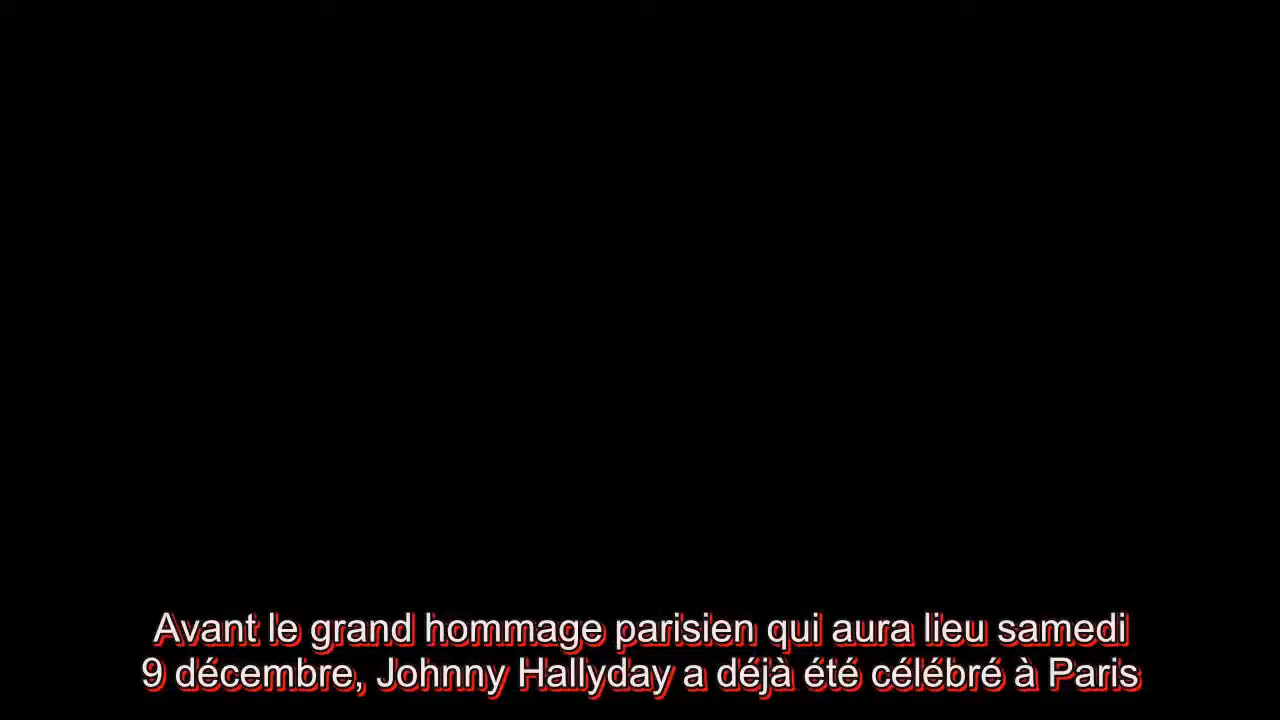 Avant le grand hommage parisien qui aura lieu samedi
9 décembre, Johnny Hallyday a déjà été célébré à Paris